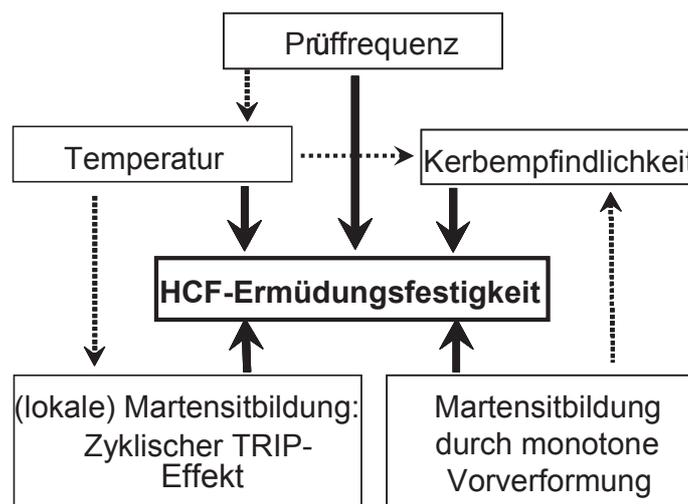 Prüffrequenz
Temperatur
Kerbempfindlichkeit
HCF-Ermüdungsfestigkeit
(lokale) Martensitbildung:
Zyklischer TRIP-
Effekt
Martensitbildung
durch monotone
Vorverformung